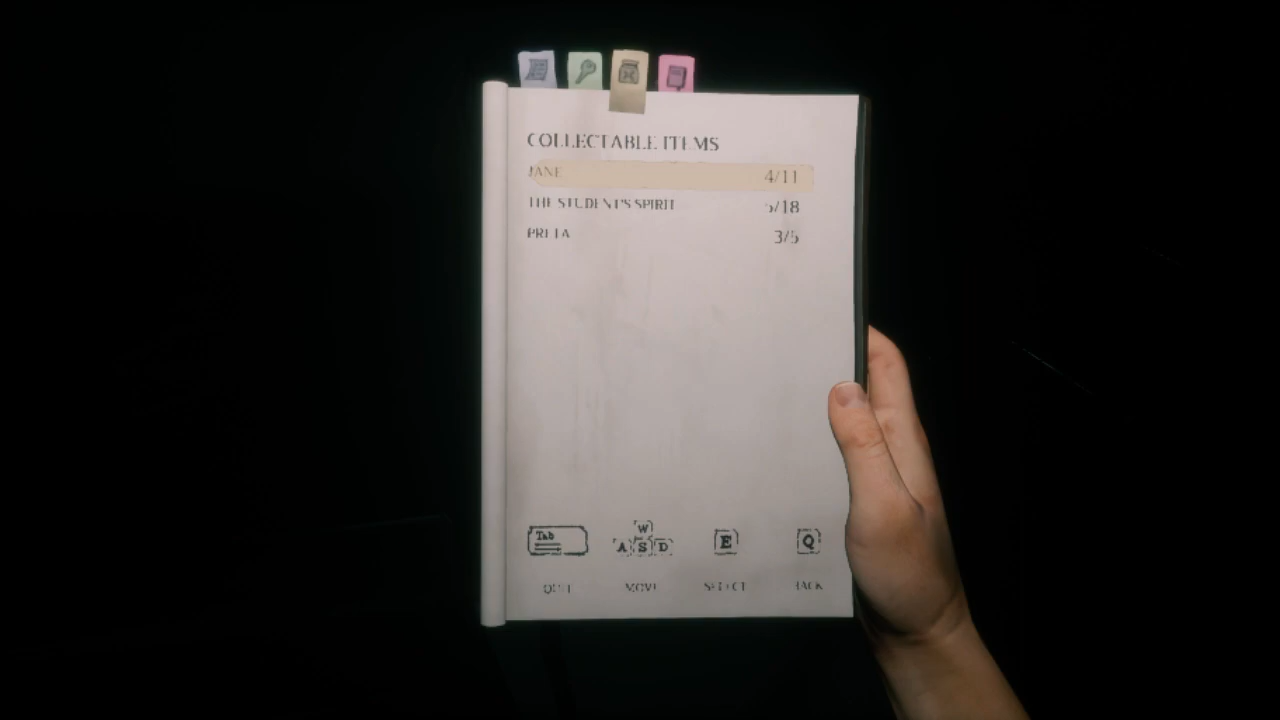 COLLECTABLE ITEMS
JANE 4/11
THE STUDENT'S SPIRIT 5/18
PRETA 3/5
Tab W A S D E Q
QUIT MOVE SELECT BACK